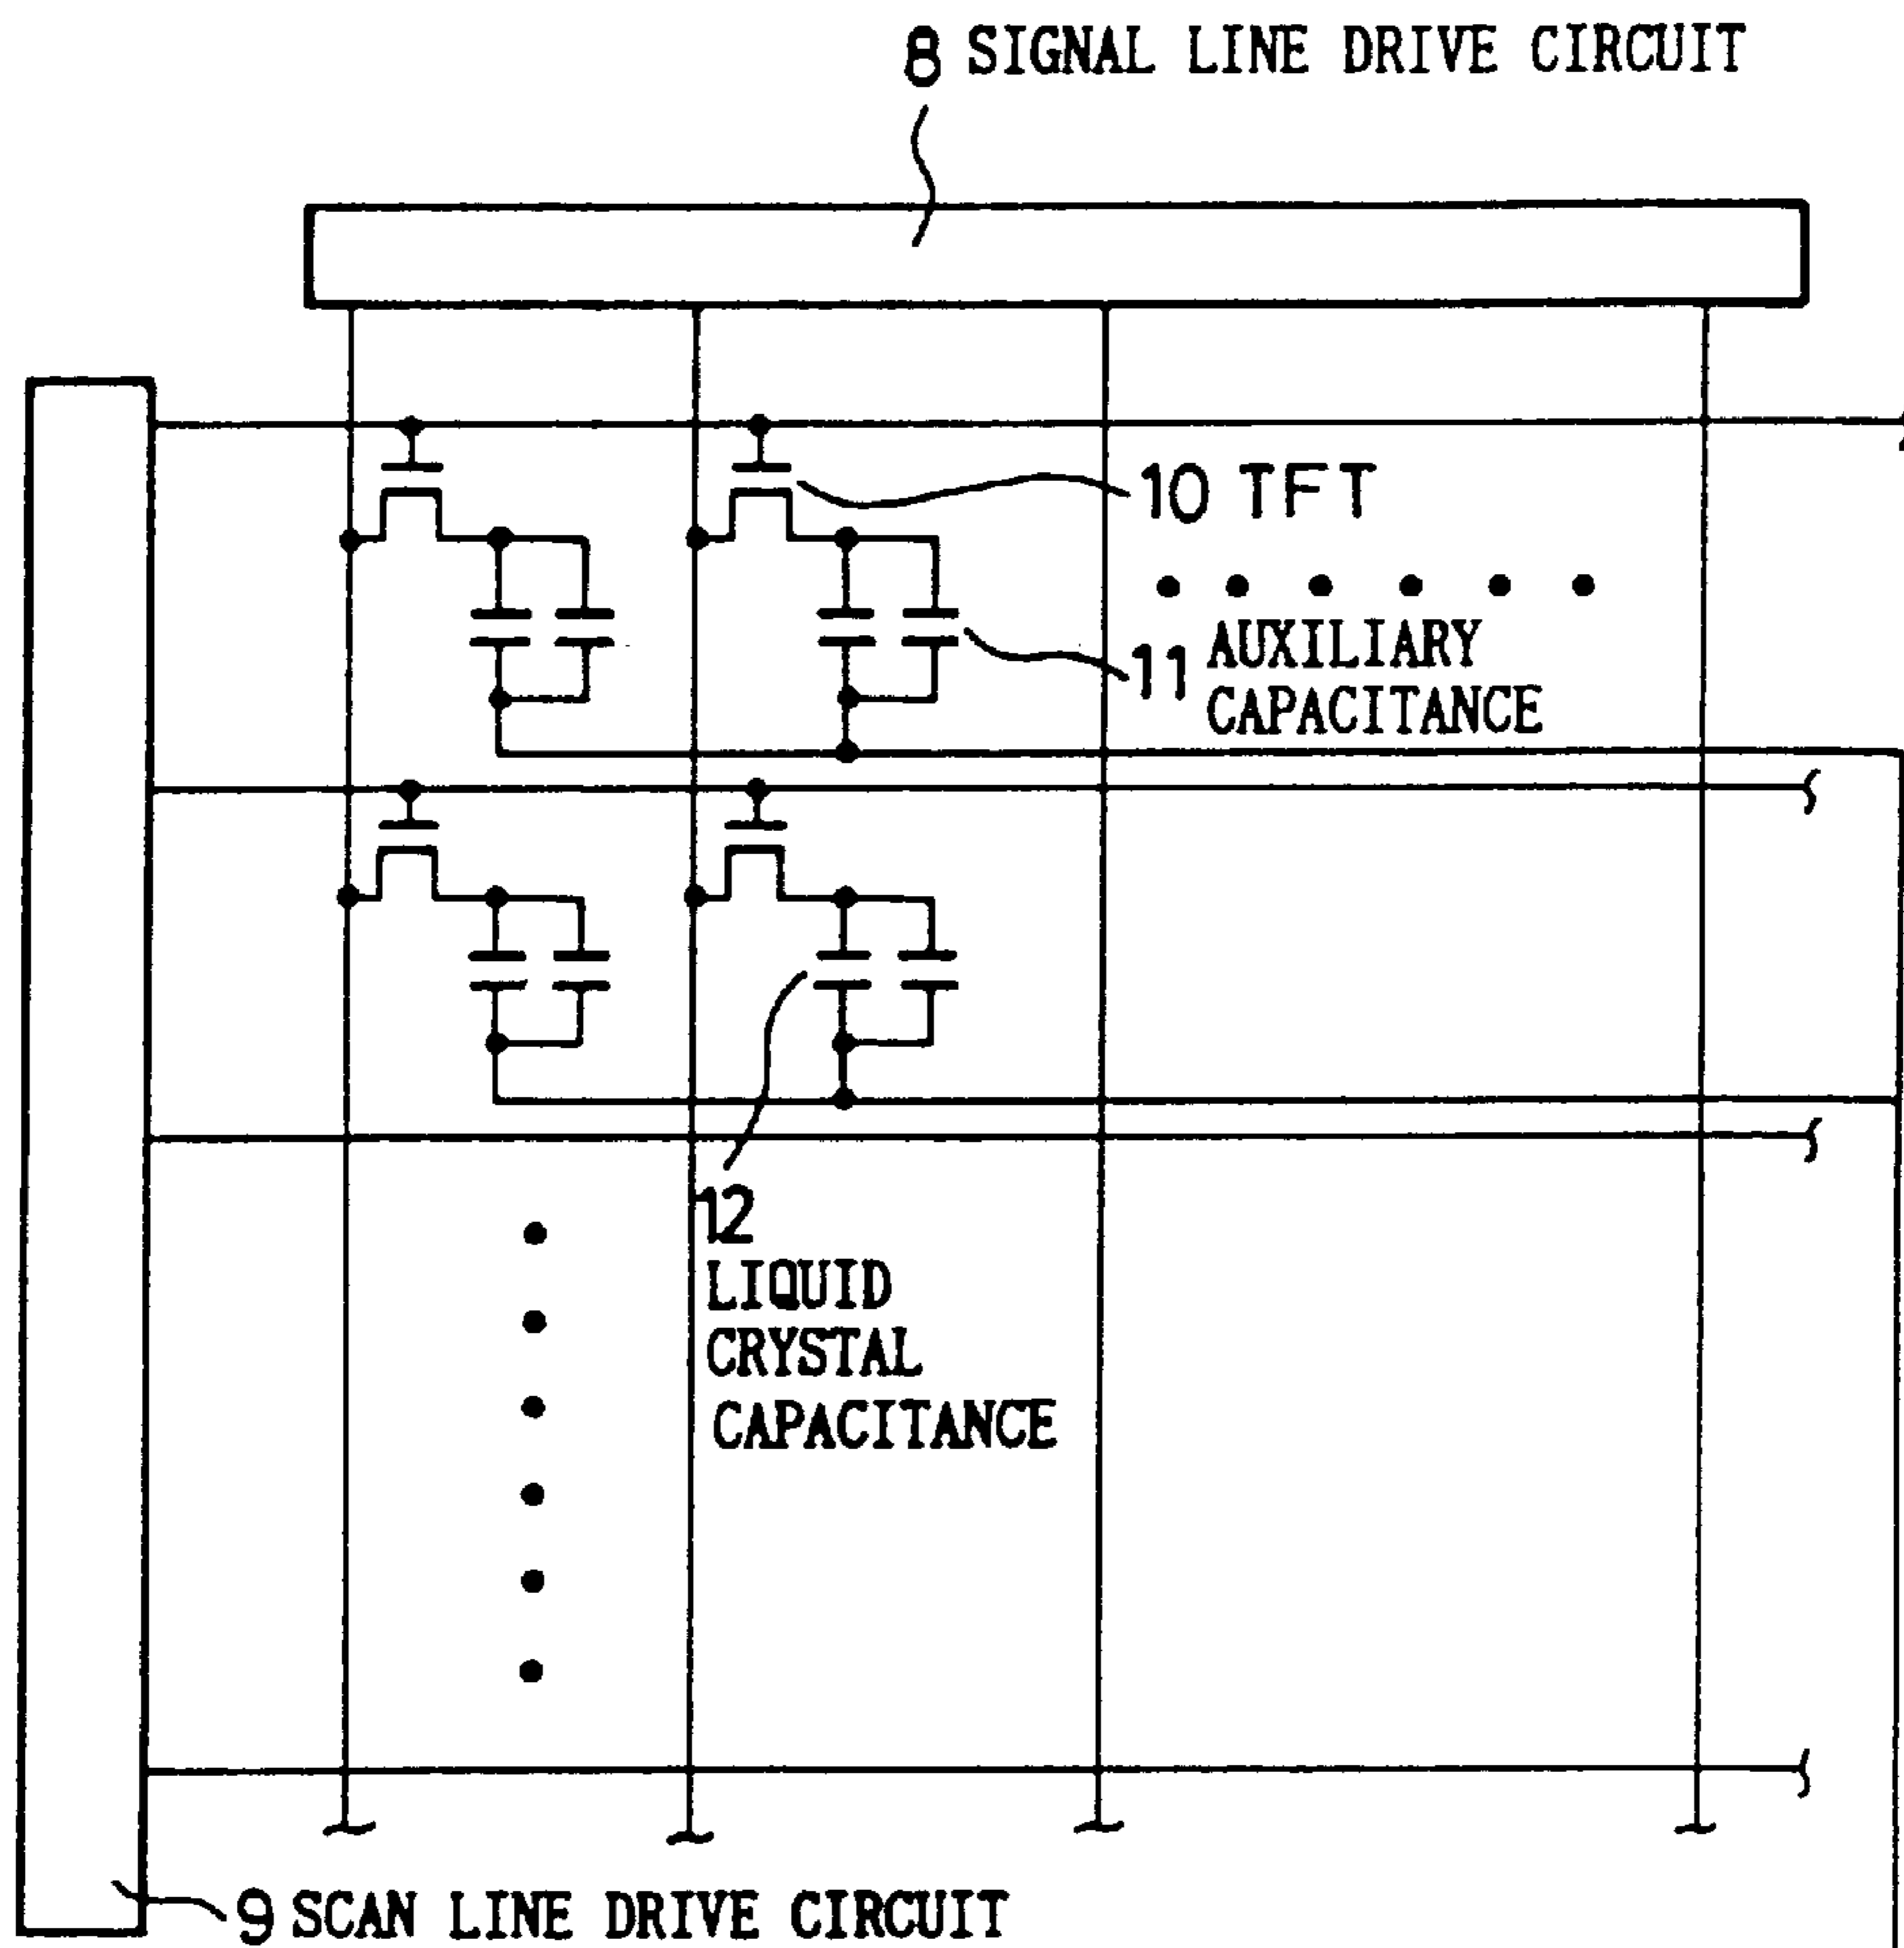 8 SIGNAL LINE DRIVE CIRCUIT
10 TFT
11 AUXILIARY
CAPACITANCE
12
LIQUID
CRYSTAL
CAPACITANCE
9 SCAN LINE DRIVE CIRCUIT